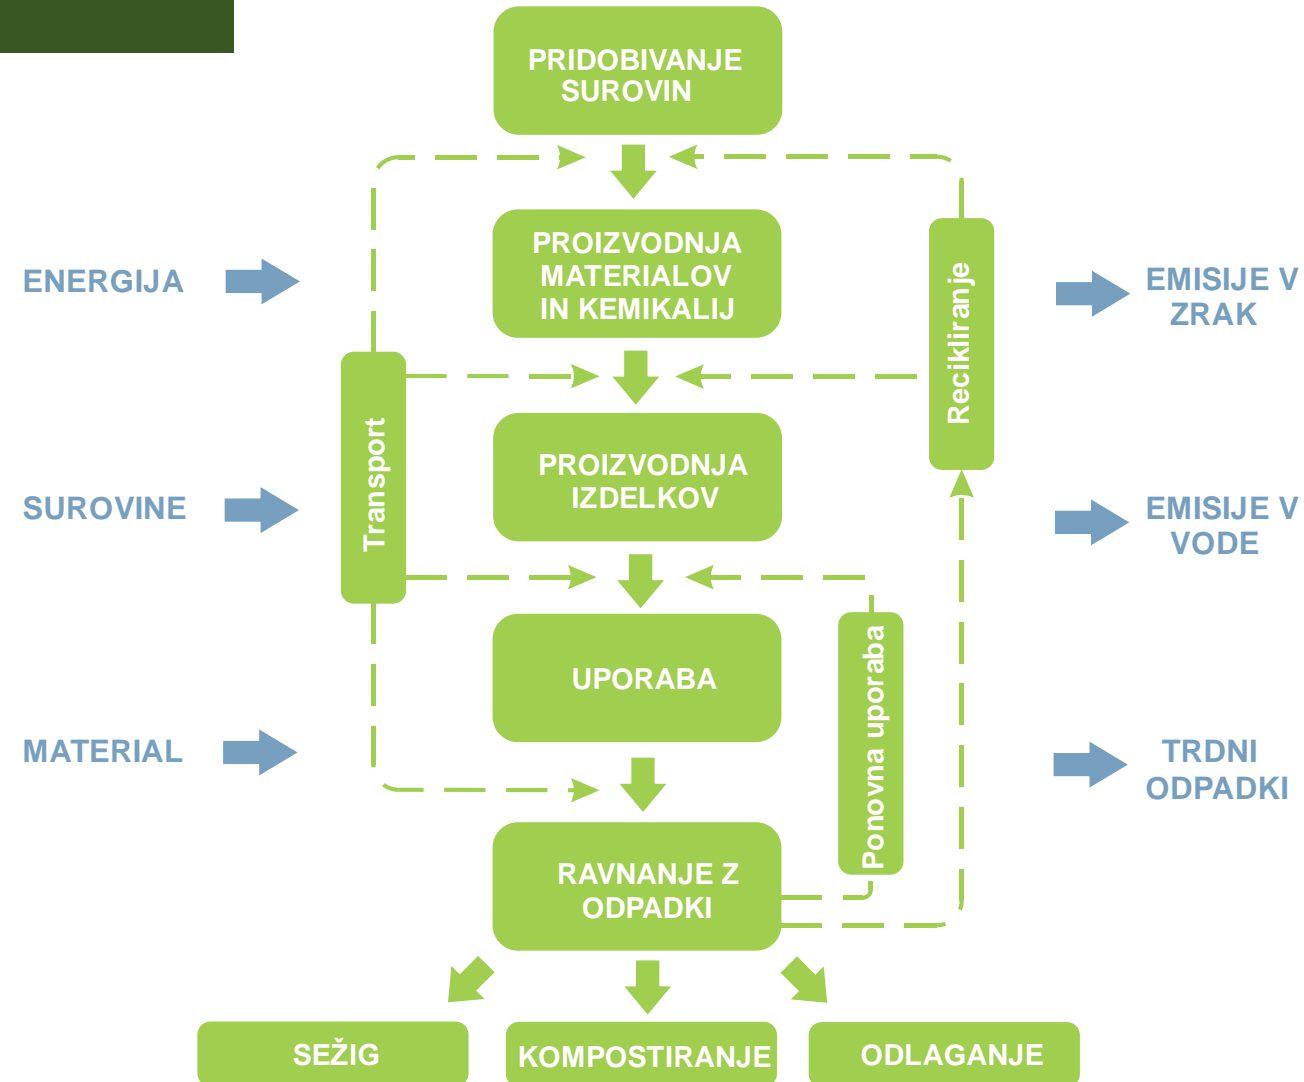 PRIDOBIVANJE
SUROVIN
PROIZVODNJA
MATERIALOV
IN KEMIKALIJ
ENERGIJA
EMISIJE V
ZRAK
Recikliranje
Transport
PROIZVODNJA
IZDELKOV
SUROVINE
EMISIJE V
VODE
UPORABA
Ponovna uporaba
MATERIAL
TRDNI
ODPADKI
RAVNANJE Z
ODPADKI
SEŽIG
KOMPOSTIRANJE
ODLAGANJE